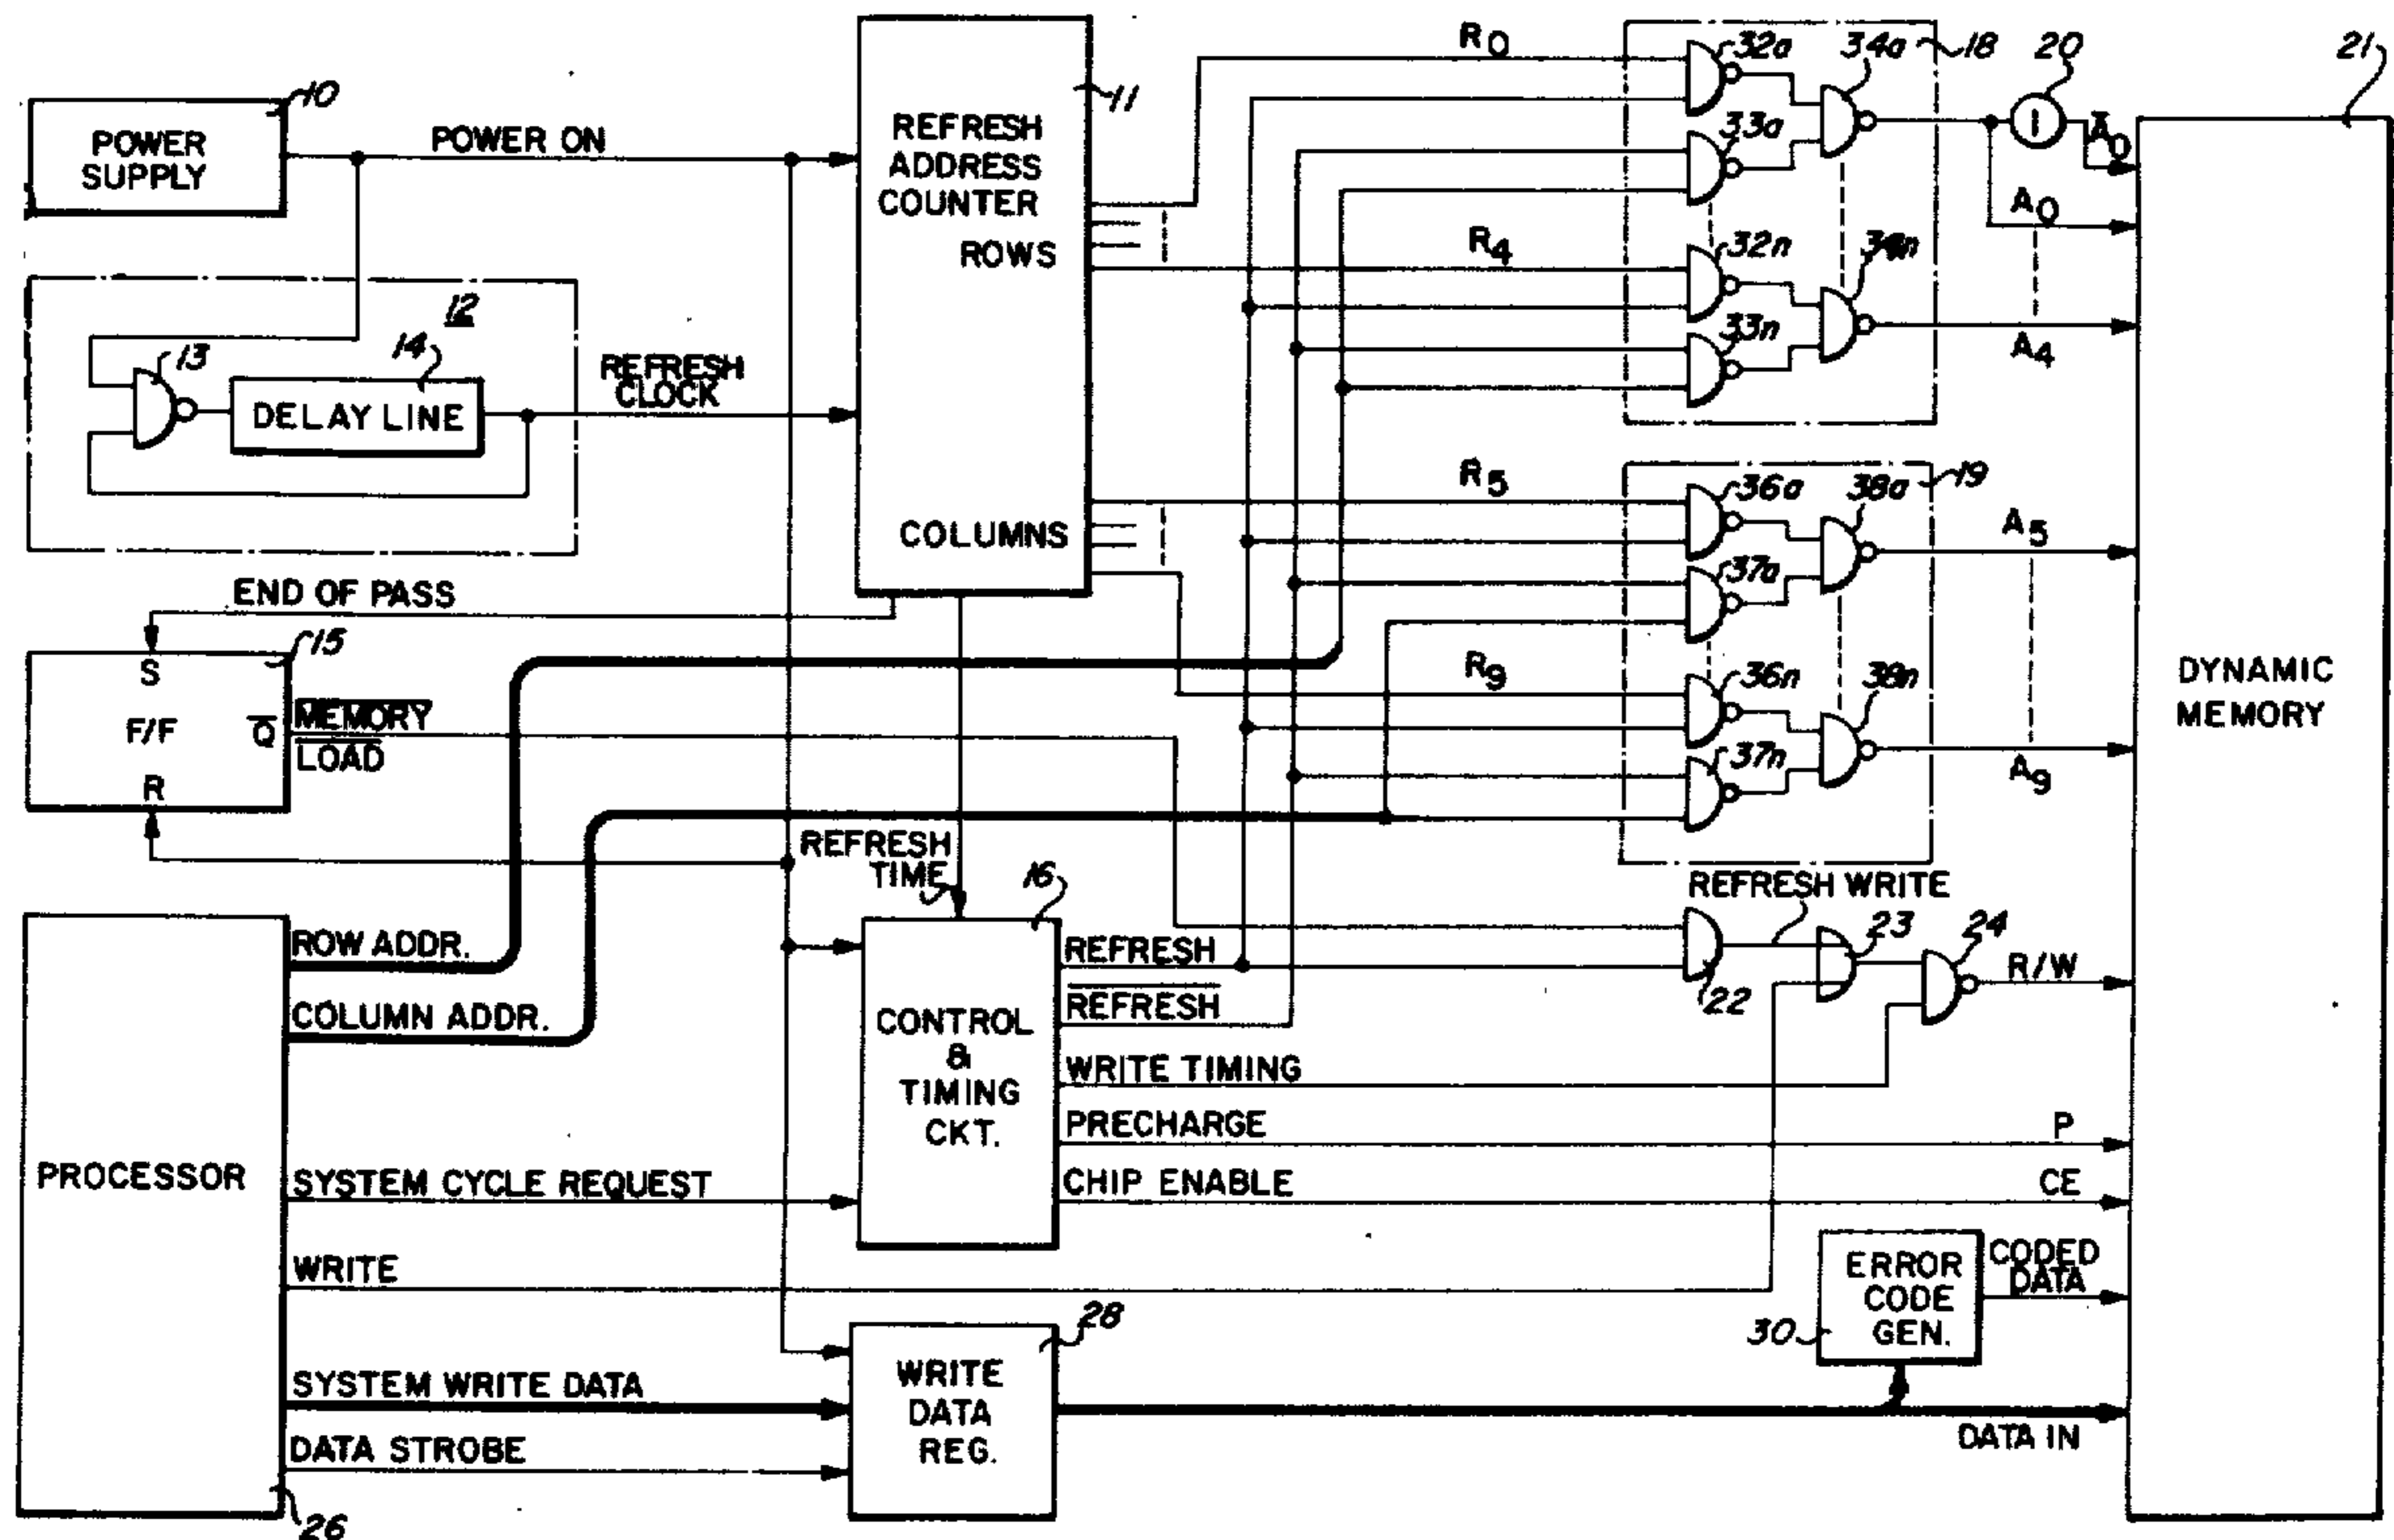 10
POWER
SUPPLY
POWER ON
11
REFRESH
ADDRESS
COUNTER
ROWS
COLUMNS
12
13
14
DELAY LINE
REFRESH
CLOCK
END OF PASS
15
S
F/F
Q̅
R
M̅E̅M̅O̅R̅Y̅
L̅O̅A̅D̅
REFRESH
TIME
16
CONTROL
&
TIMING
CKT.
REFRESH
R̅E̅F̅R̅E̅S̅H̅
WRITE TIMING
PRECHARGE
CHIP ENABLE
ROW ADDR.
COLUMN ADDR.
PROCESSOR
SYSTEM CYCLE REQUEST
WRITE
SYSTEM WRITE DATA
DATA STROBE
26
28
WRITE
DATA
REG.
R0
R4
R5
R9
32a
34a
18
33a
32n
34n
33n
20
I
A̅0
A0
A4
36a
38a
19
37a
36n
38n
37n
A5
A9
REFRESH WRITE
22
23
24
R/W
P
CE
ERROR
CODE
GEN.
30
CODED
DATA
DATA IN
21
DYNAMIC
MEMORY